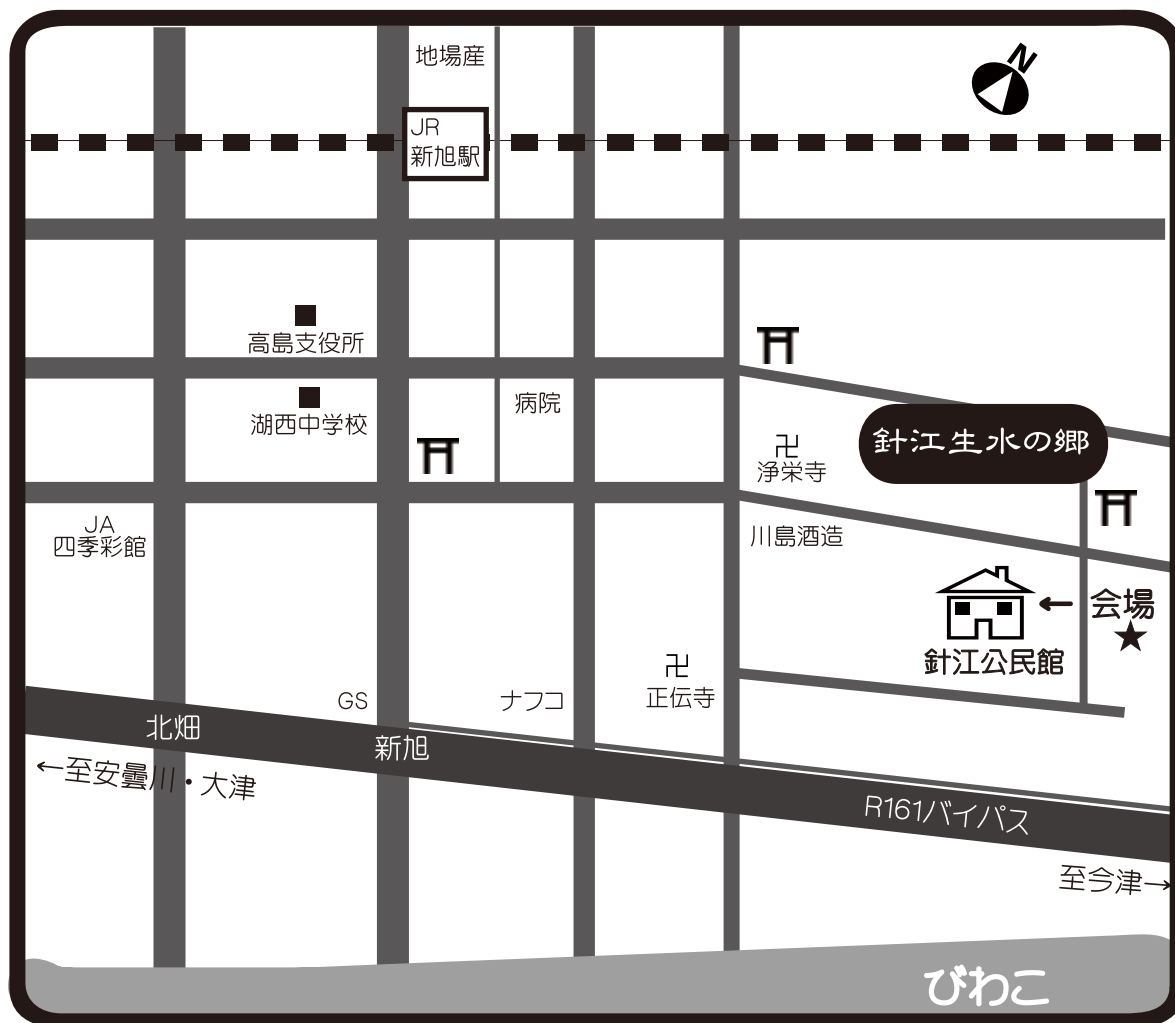 地場産
N
JR
新旭駅
高島支役所
湖西中学校
病院
卍
浄栄寺
針江生水の郷
JA
四季彩館
川島酒造
← 会場
★
針江公民館
卍
正伝寺
GS
ナフコ
北畑
新旭
←至安曇川・大津
R161バイパス
至今津→
びわこ